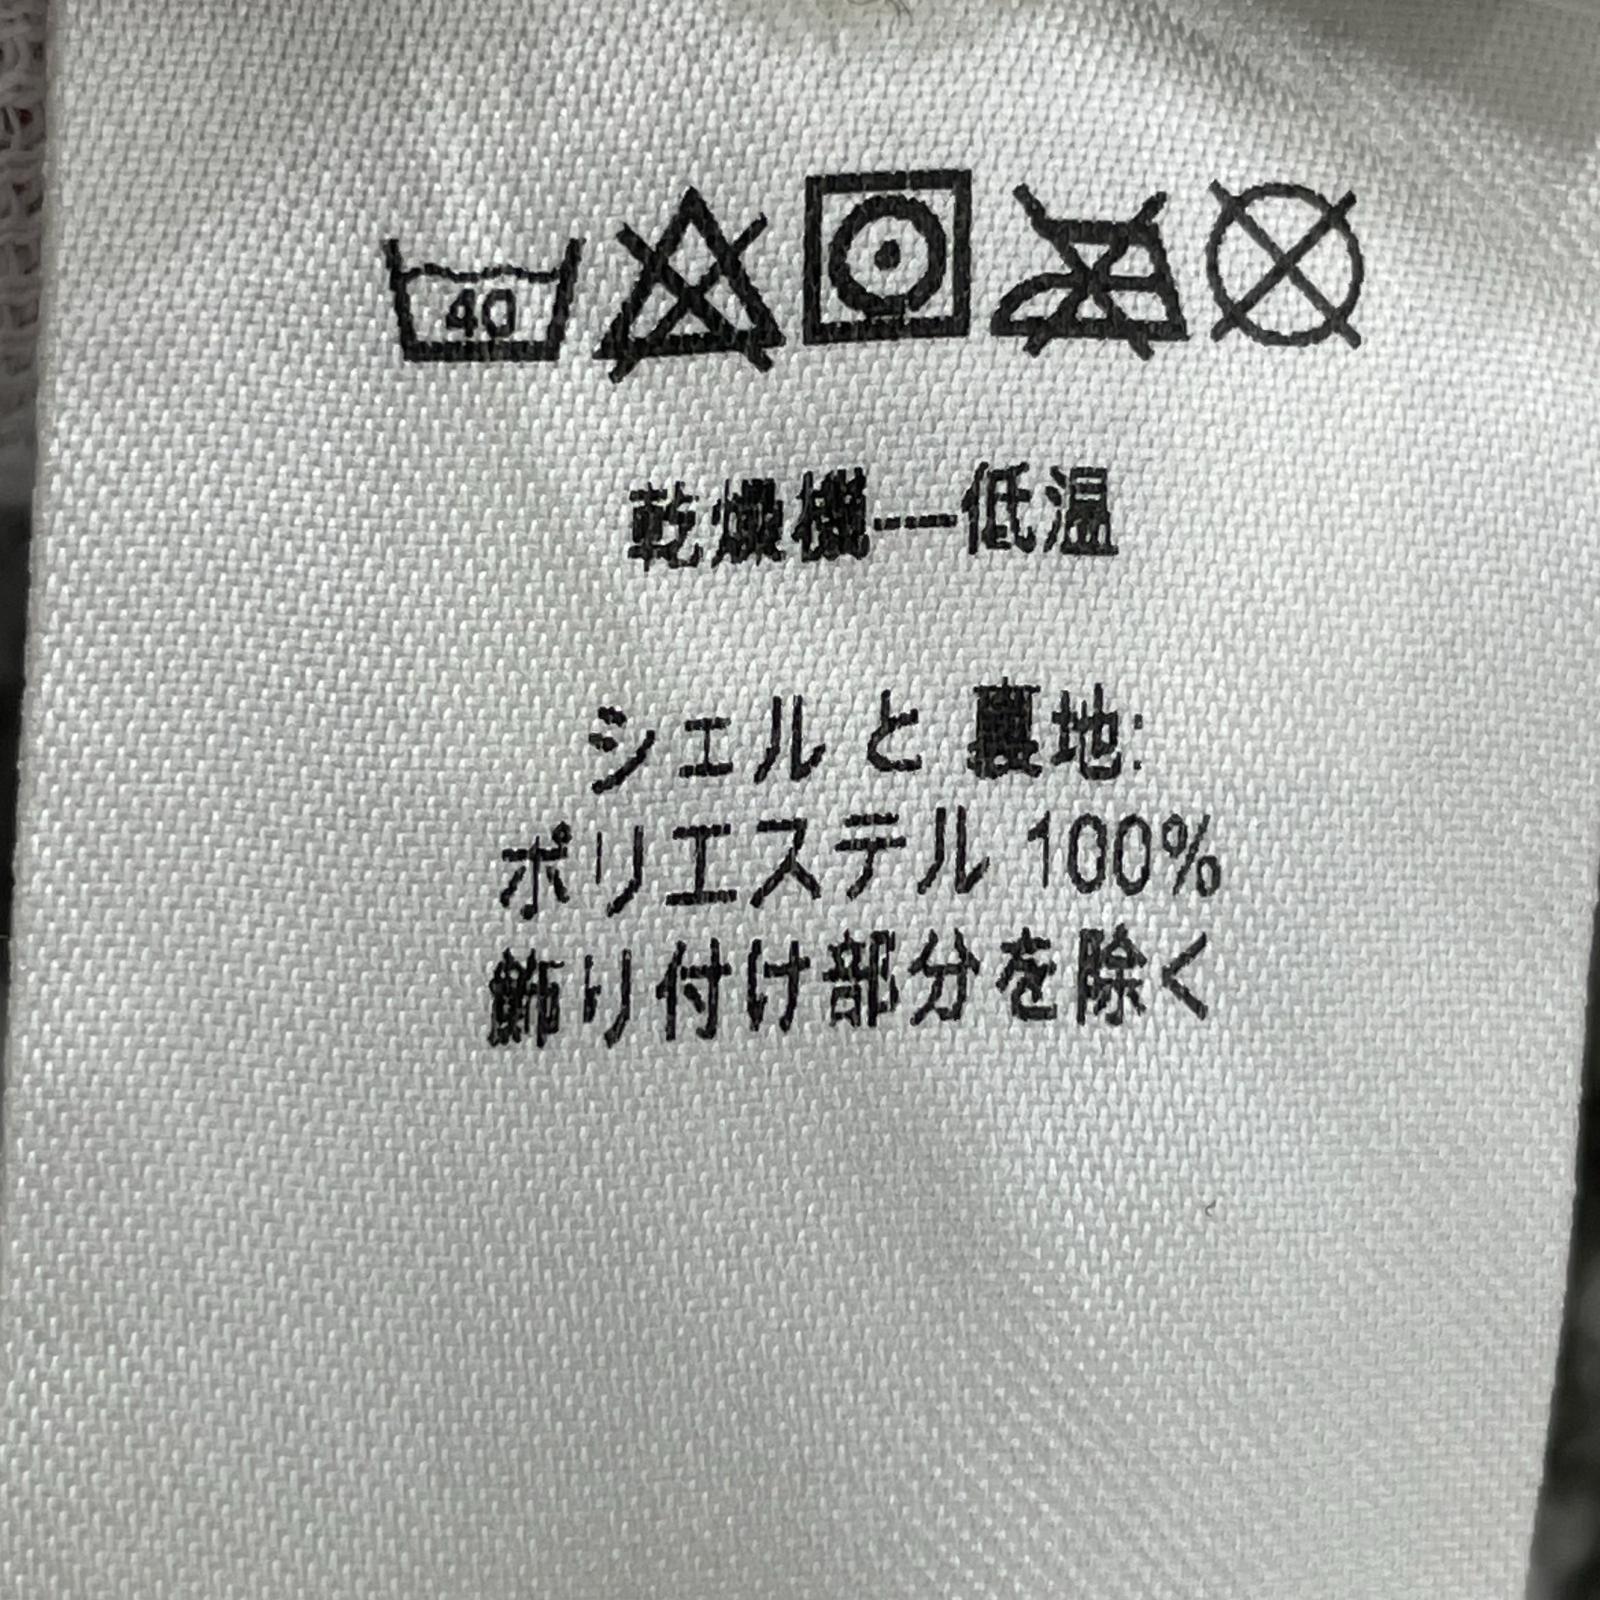 40
乾燥機---低温
シェル と 裏地:
ポリエステル 100%
飾り付け部分を除く